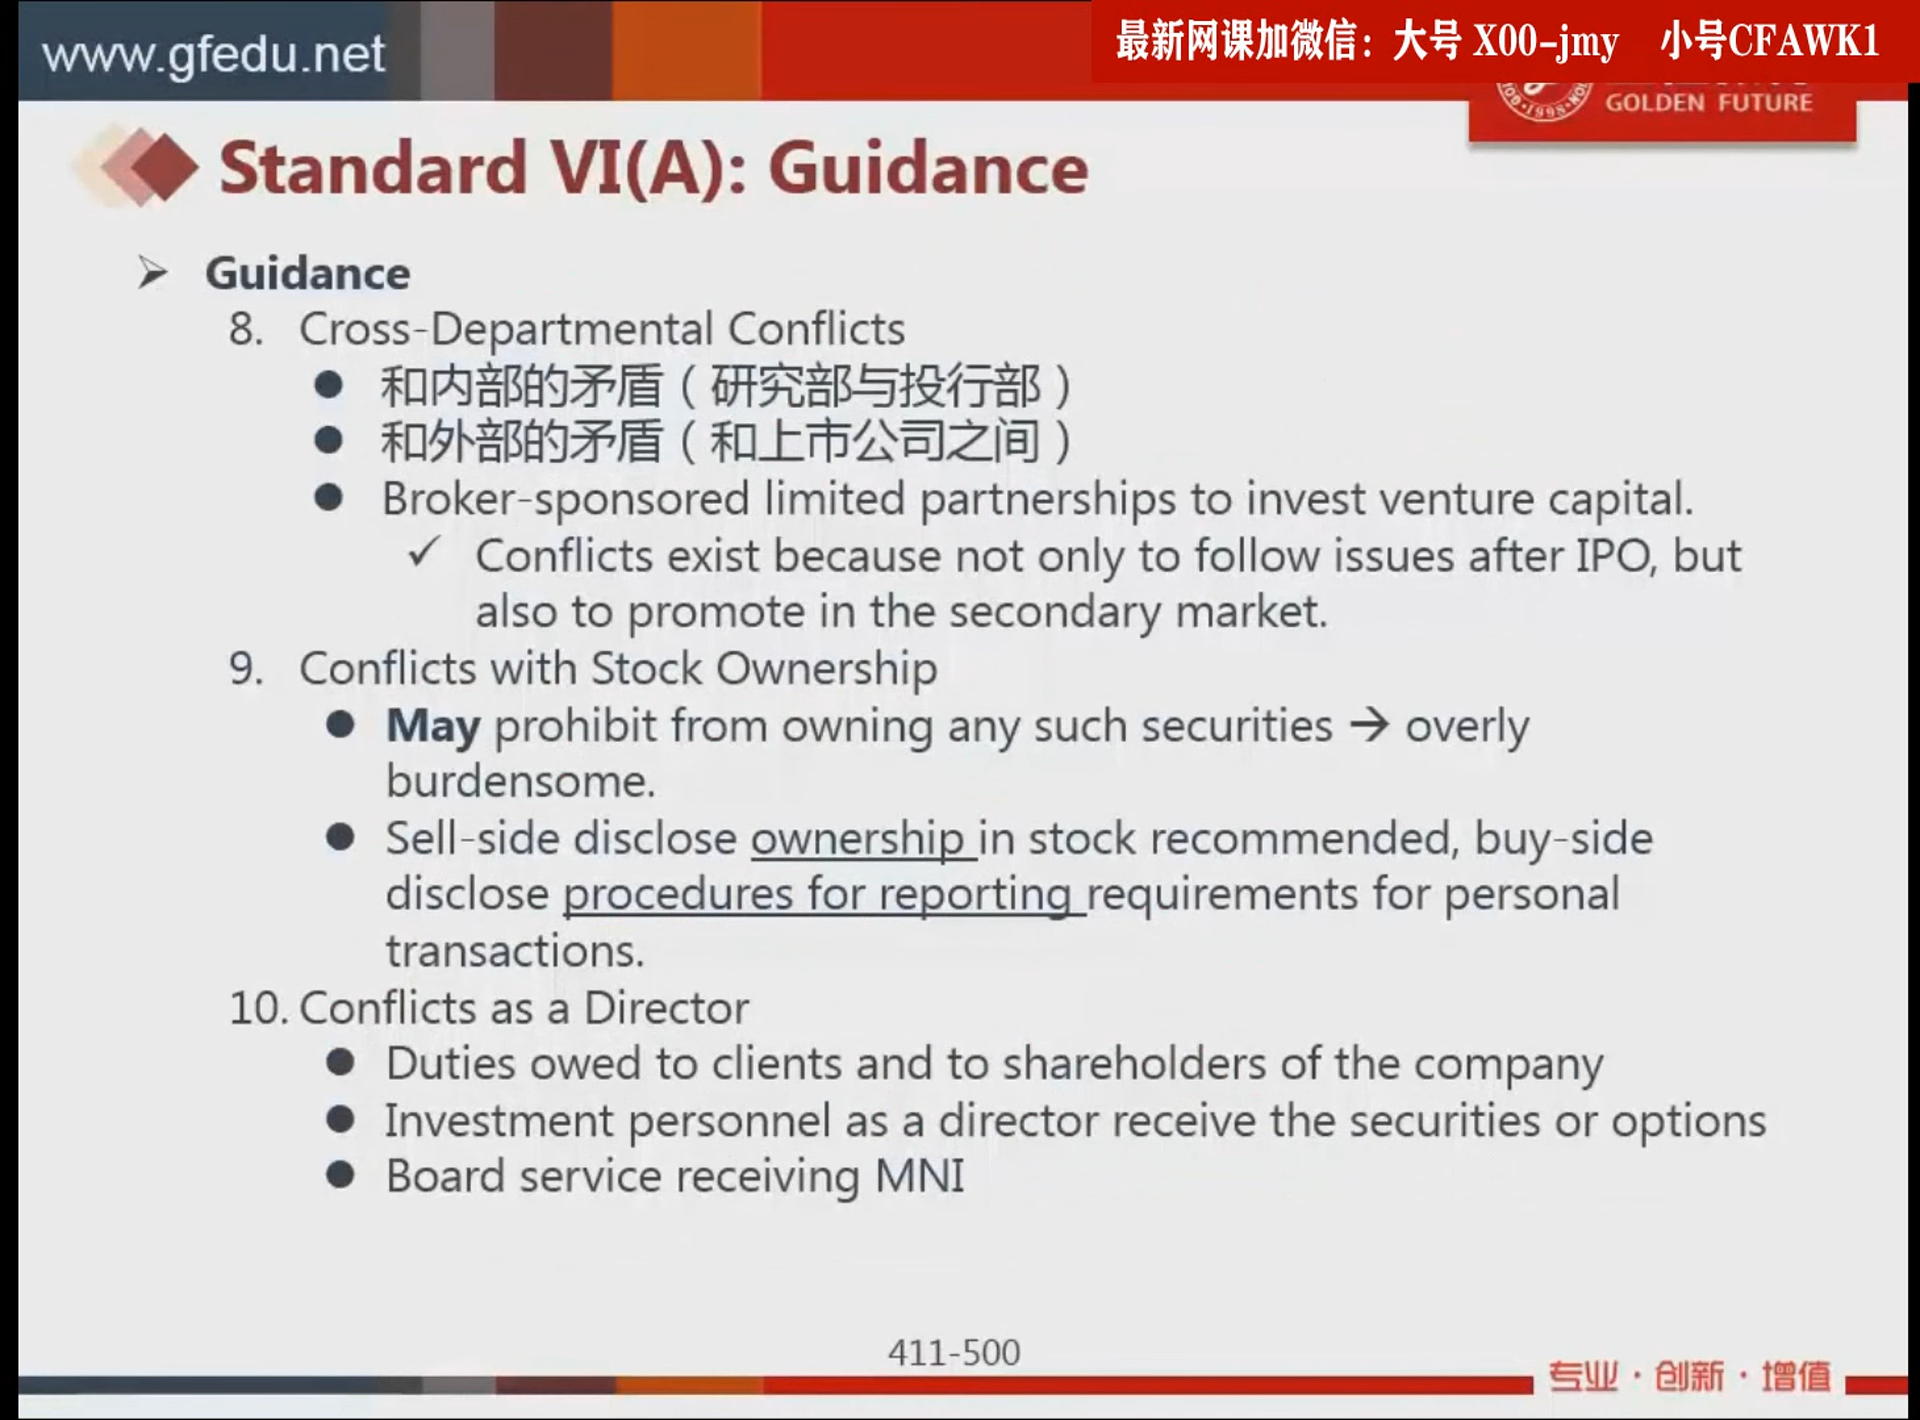 www.gfedu.net
最新网课加微信：大号 X00-jmy 小号CFAWK1
GOLDEN FUTURE
Standard VI(A): Guidance
➢ Guidance
8. Cross-Departmental Conflicts
● 和内部的矛盾（研究部与投行部）
● 和外部的矛盾（和上市公司之间）
● Broker-sponsored limited partnerships to invest venture capital.
✓ Conflicts exist because not only to follow issues after IPO, but
also to promote in the secondary market.
9. Conflicts with Stock Ownership
● May prohibit from owning any such securities → overly
burdensome.
● Sell-side disclose ownership in stock recommended, buy-side
disclose procedures for reporting requirements for personal
transactions.
10. Conflicts as a Director
● Duties owed to clients and to shareholders of the company
● Investment personnel as a director receive the securities or options
● Board service receiving MNI
411-500
专业·创新·增值